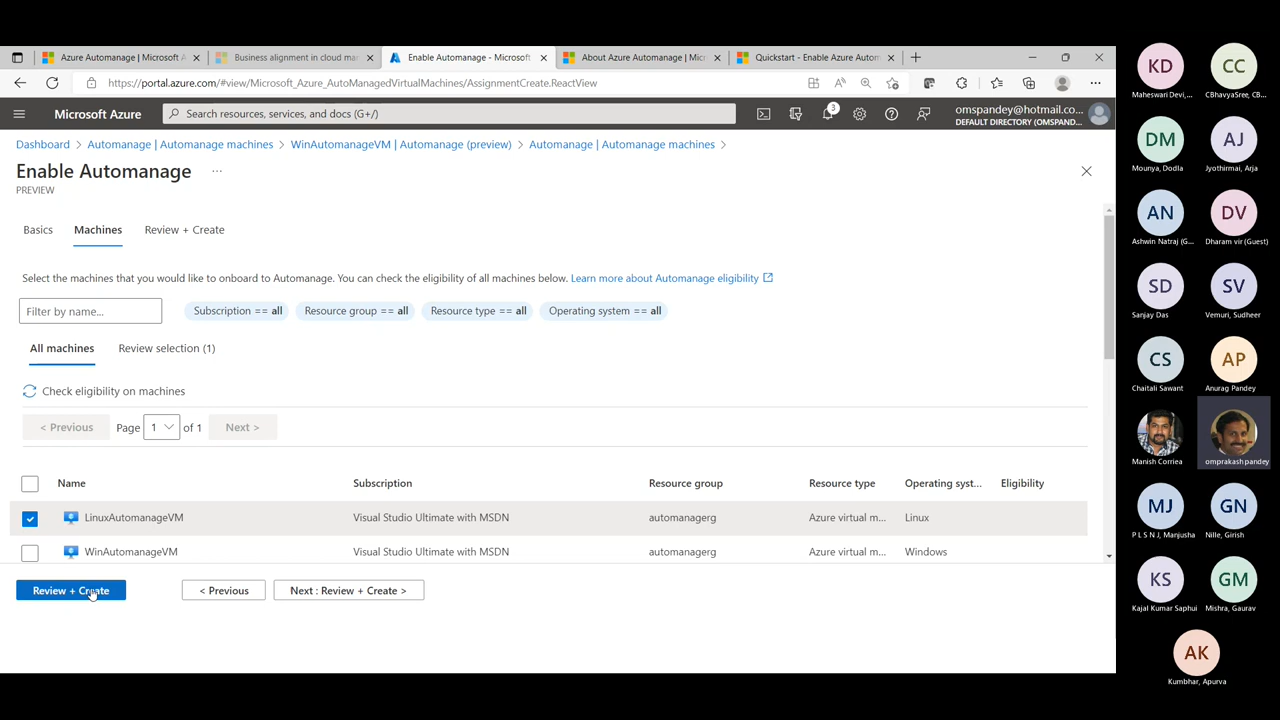 Azure Automanage | Microsoft A
Business alignment in cloud ma
Enable Automanage - Microsoft
About Azure Automanage | Mic
Quickstart - Enable Azure Autom
https://portal.azure.com/#view/Microsoft_Azure_AutoManagedVirtualMachines/AssignmentCreate.ReactView
Microsoft Azure
Search resources, services, and docs (G+/)
3
omspandey@hotmail.co...
DEFAULT DIRECTORY (OMSPAND...
Dashboard > Automanage | Automanage machines > WinAutomanageVM | Automanage (preview) > Automanage | Automanage machines >
Enable Automanage ...
PREVIEW
Basics Machines Review + Create
Select the machines that you would like to onboard to Automanage. You can check the eligibility of all machines below. Learn more about Automanage eligibility
Filter by name...
Subscription == all
Resource group == all
Resource type == all
Operating system == all
All machines Review selection (1)
Check eligibility on machines
< Previous Page 1 of 1 Next >
Name Subscription Resource group Resource type Operating syst... Eligibility
LinuxAutomanageVM Visual Studio Ultimate with MSDN automanagerg Azure virtual m... Linux
WinAutomanageVM Visual Studio Ultimate with MSDN automanagerg Azure virtual m... Windows
Review + Create < Previous Next : Review + Create >
KD CC
Maheswari Devi,... CBhavyaSree, CB...
DM AJ
Mounya, Dodla Jyothirmai, Arja
AN DV
Ashwin Natraj (G... Dharam vir (Guest)
SD SV
Sanjay Das Vemuri, Sudheer
CS AP
Chaitali Sawant Anurag Pandey
Manish Corriea omprakash pandey
MJ GN
P L S N J, Manjusha Nille, Girish
KS GM
Kajal Kumar Saphui Mishra, Gaurav
AK
Kumbhar, Apurva